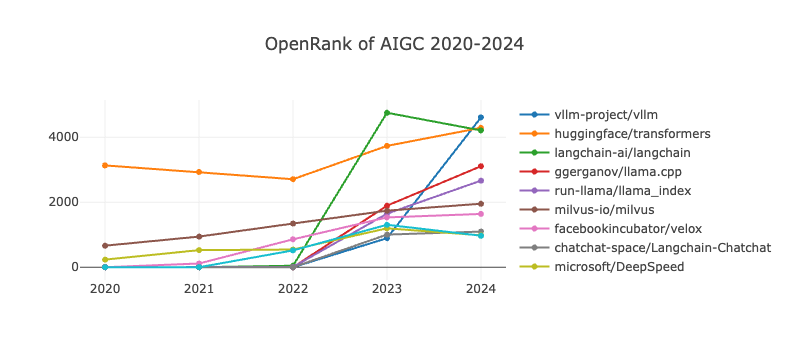 OpenRank of AIGC 2020-2024
4000
2000
0
2020 2021 2022 2023 2024
vllm-project/vllm
huggingface/transformers
langchain-ai/langchain
ggerganov/llama.cpp
run-llama/llama_index
milvus-io/milvus
facebookincubator/velox
chatchat-space/Langchain-Chatchat
microsoft/DeepSpeed